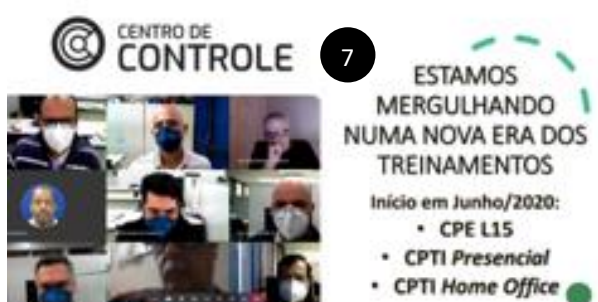 CENTRO DE
CONTROLE
7
ESTAMOS
MERGULHANDO
NUMA NOVA ERA DOS
TREINAMENTOS
Início em Junho/2020:
• CPE L15
• CPTI Presencial
• CPTI Home Office